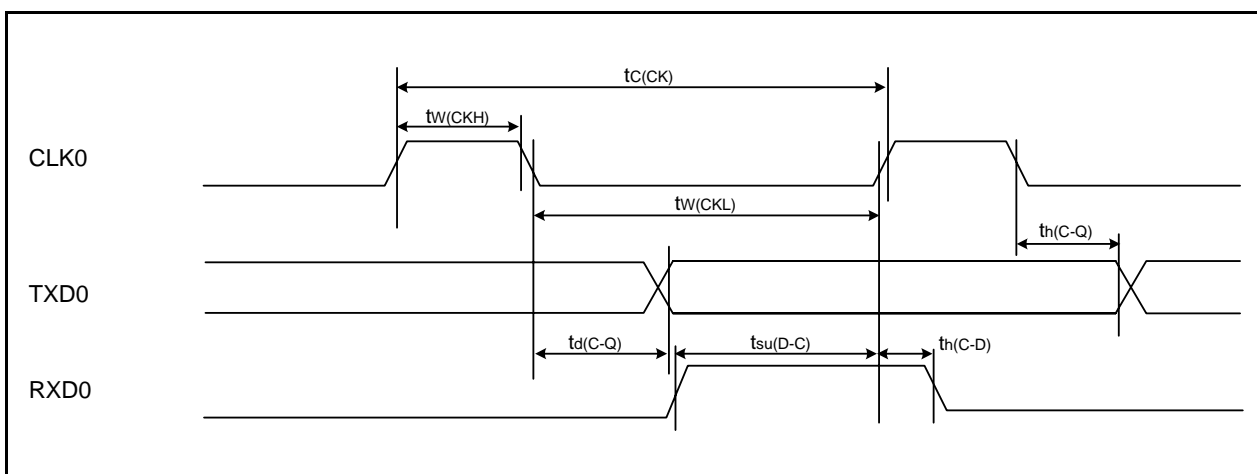 tC(CK)
tW(CKH)
CLK0
tW(CKL)
th(C-Q)
TXD0
td(C-Q)
tsu(D-C)
th(C-D)
RXD0